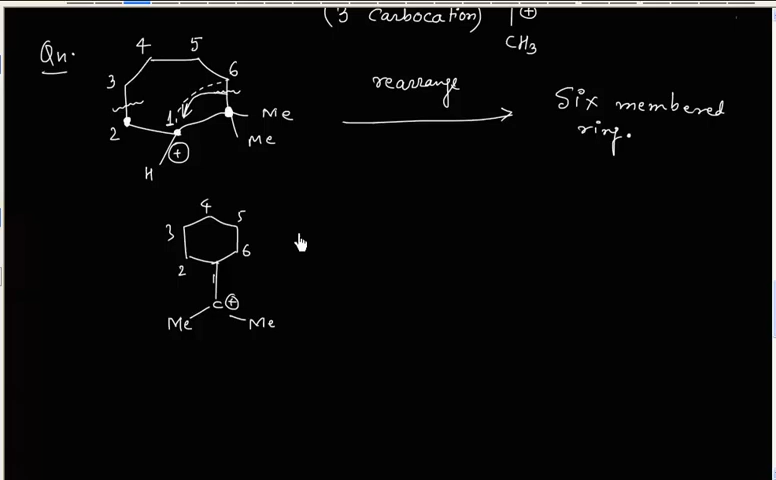 (3° Carbocation) ⊕
CH3
Qn:
4 5
3 6
rearrange
Six membered
ring.
1 Me
2 ⊕ Me
H
4
3 5
2 6
1
C⊕
Me Me